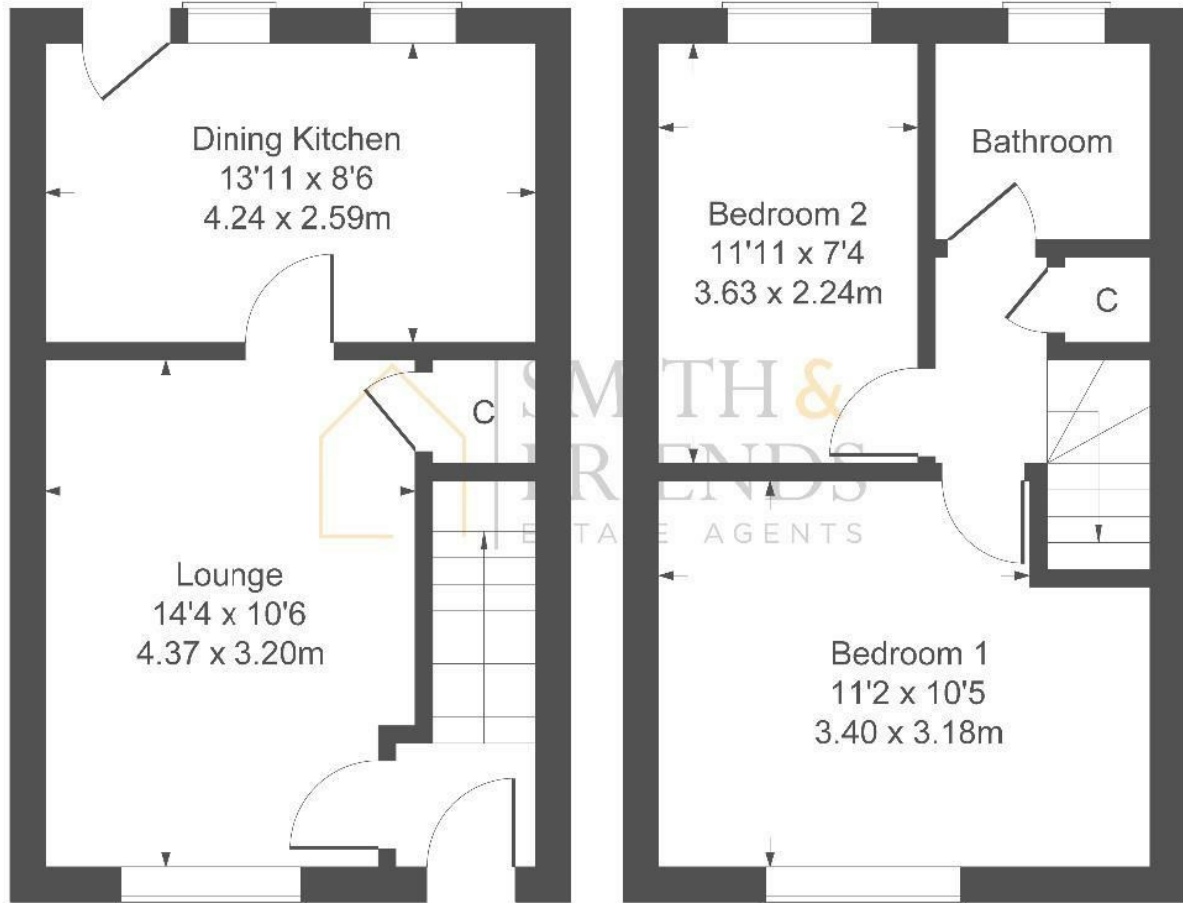 Dining Kitchen
13'11 x 8'6
4.24 x 2.59m
C
Lounge
14'4 x 10'6
4.37 x 3.20m
Bedroom 2
11'11 x 7'4
3.63 x 2.24m
Bathroom
C
Bedroom 1
11'2 x 10'5
3.40 x 3.18m
SMITH &
FRIENDS
ESTATE AGENTS